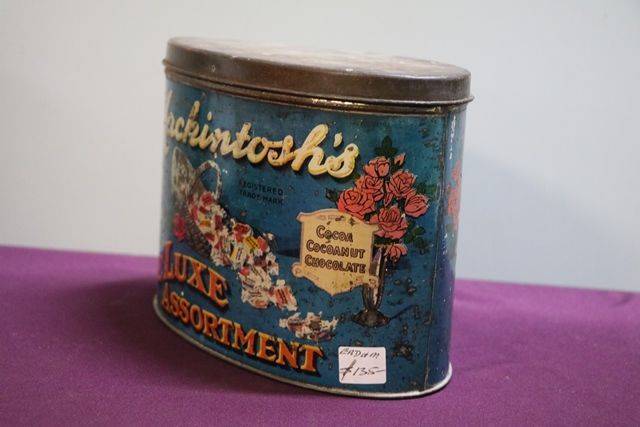 ackintosh's
REGISTERED
TRADE MARK
COCOA
COCOANUT
CHOCOLATE
LUXE
ASSORTMENT
$135-